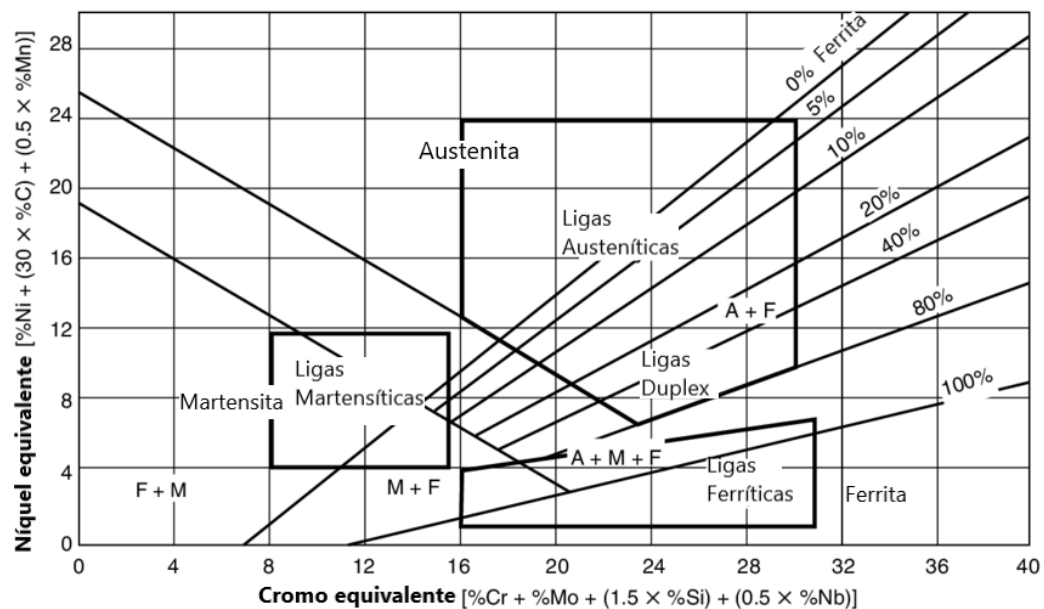 Níquel equivalente [%Ni + (30 × %C) + (0.5 × %Mn)]
28
24
20
16
12
8
4
0
0% Ferrita
5%
10%
20%
40%
80%
100%
Austenita
Ligas
Austeníticas
A + F
Ligas
Duplex
Ligas
Martensíticas
Martensita
A + M + F
Ligas
Ferríticas
Ferrita
F + M
M + F
0 4 8 12 16 20 24 28 32 36 40
Cromo equivalente [%Cr + %Mo + (1.5 × %Si) + (0.5 × %Nb)]